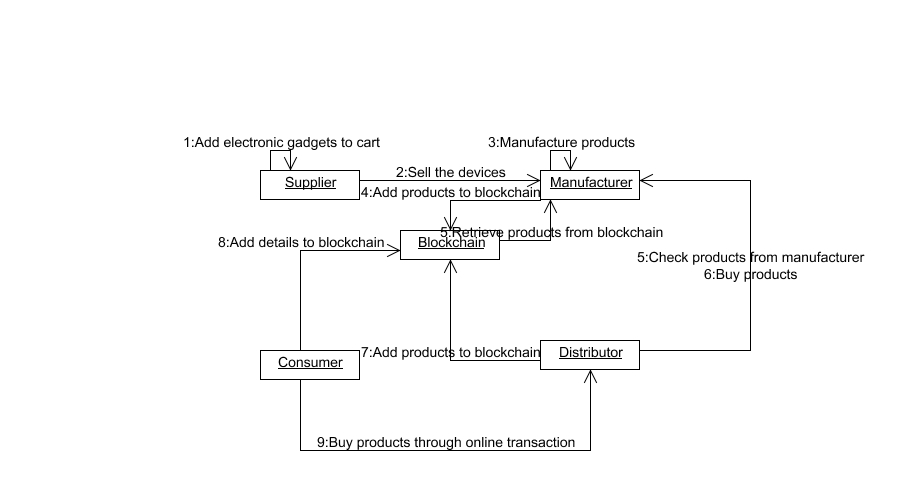 1:Add electronic gadgets to cart
3:Manufacture products
2:Sell the devices
Supplier
Manufacturer
4:Add products to blockchain
5:Retrieve products from blockchain
8:Add details to blockchain
Blockchain
5:Check products from manufacturer
6:Buy products
7:Add products to blockchain
Distributor
Consumer
9:Buy products through online transaction